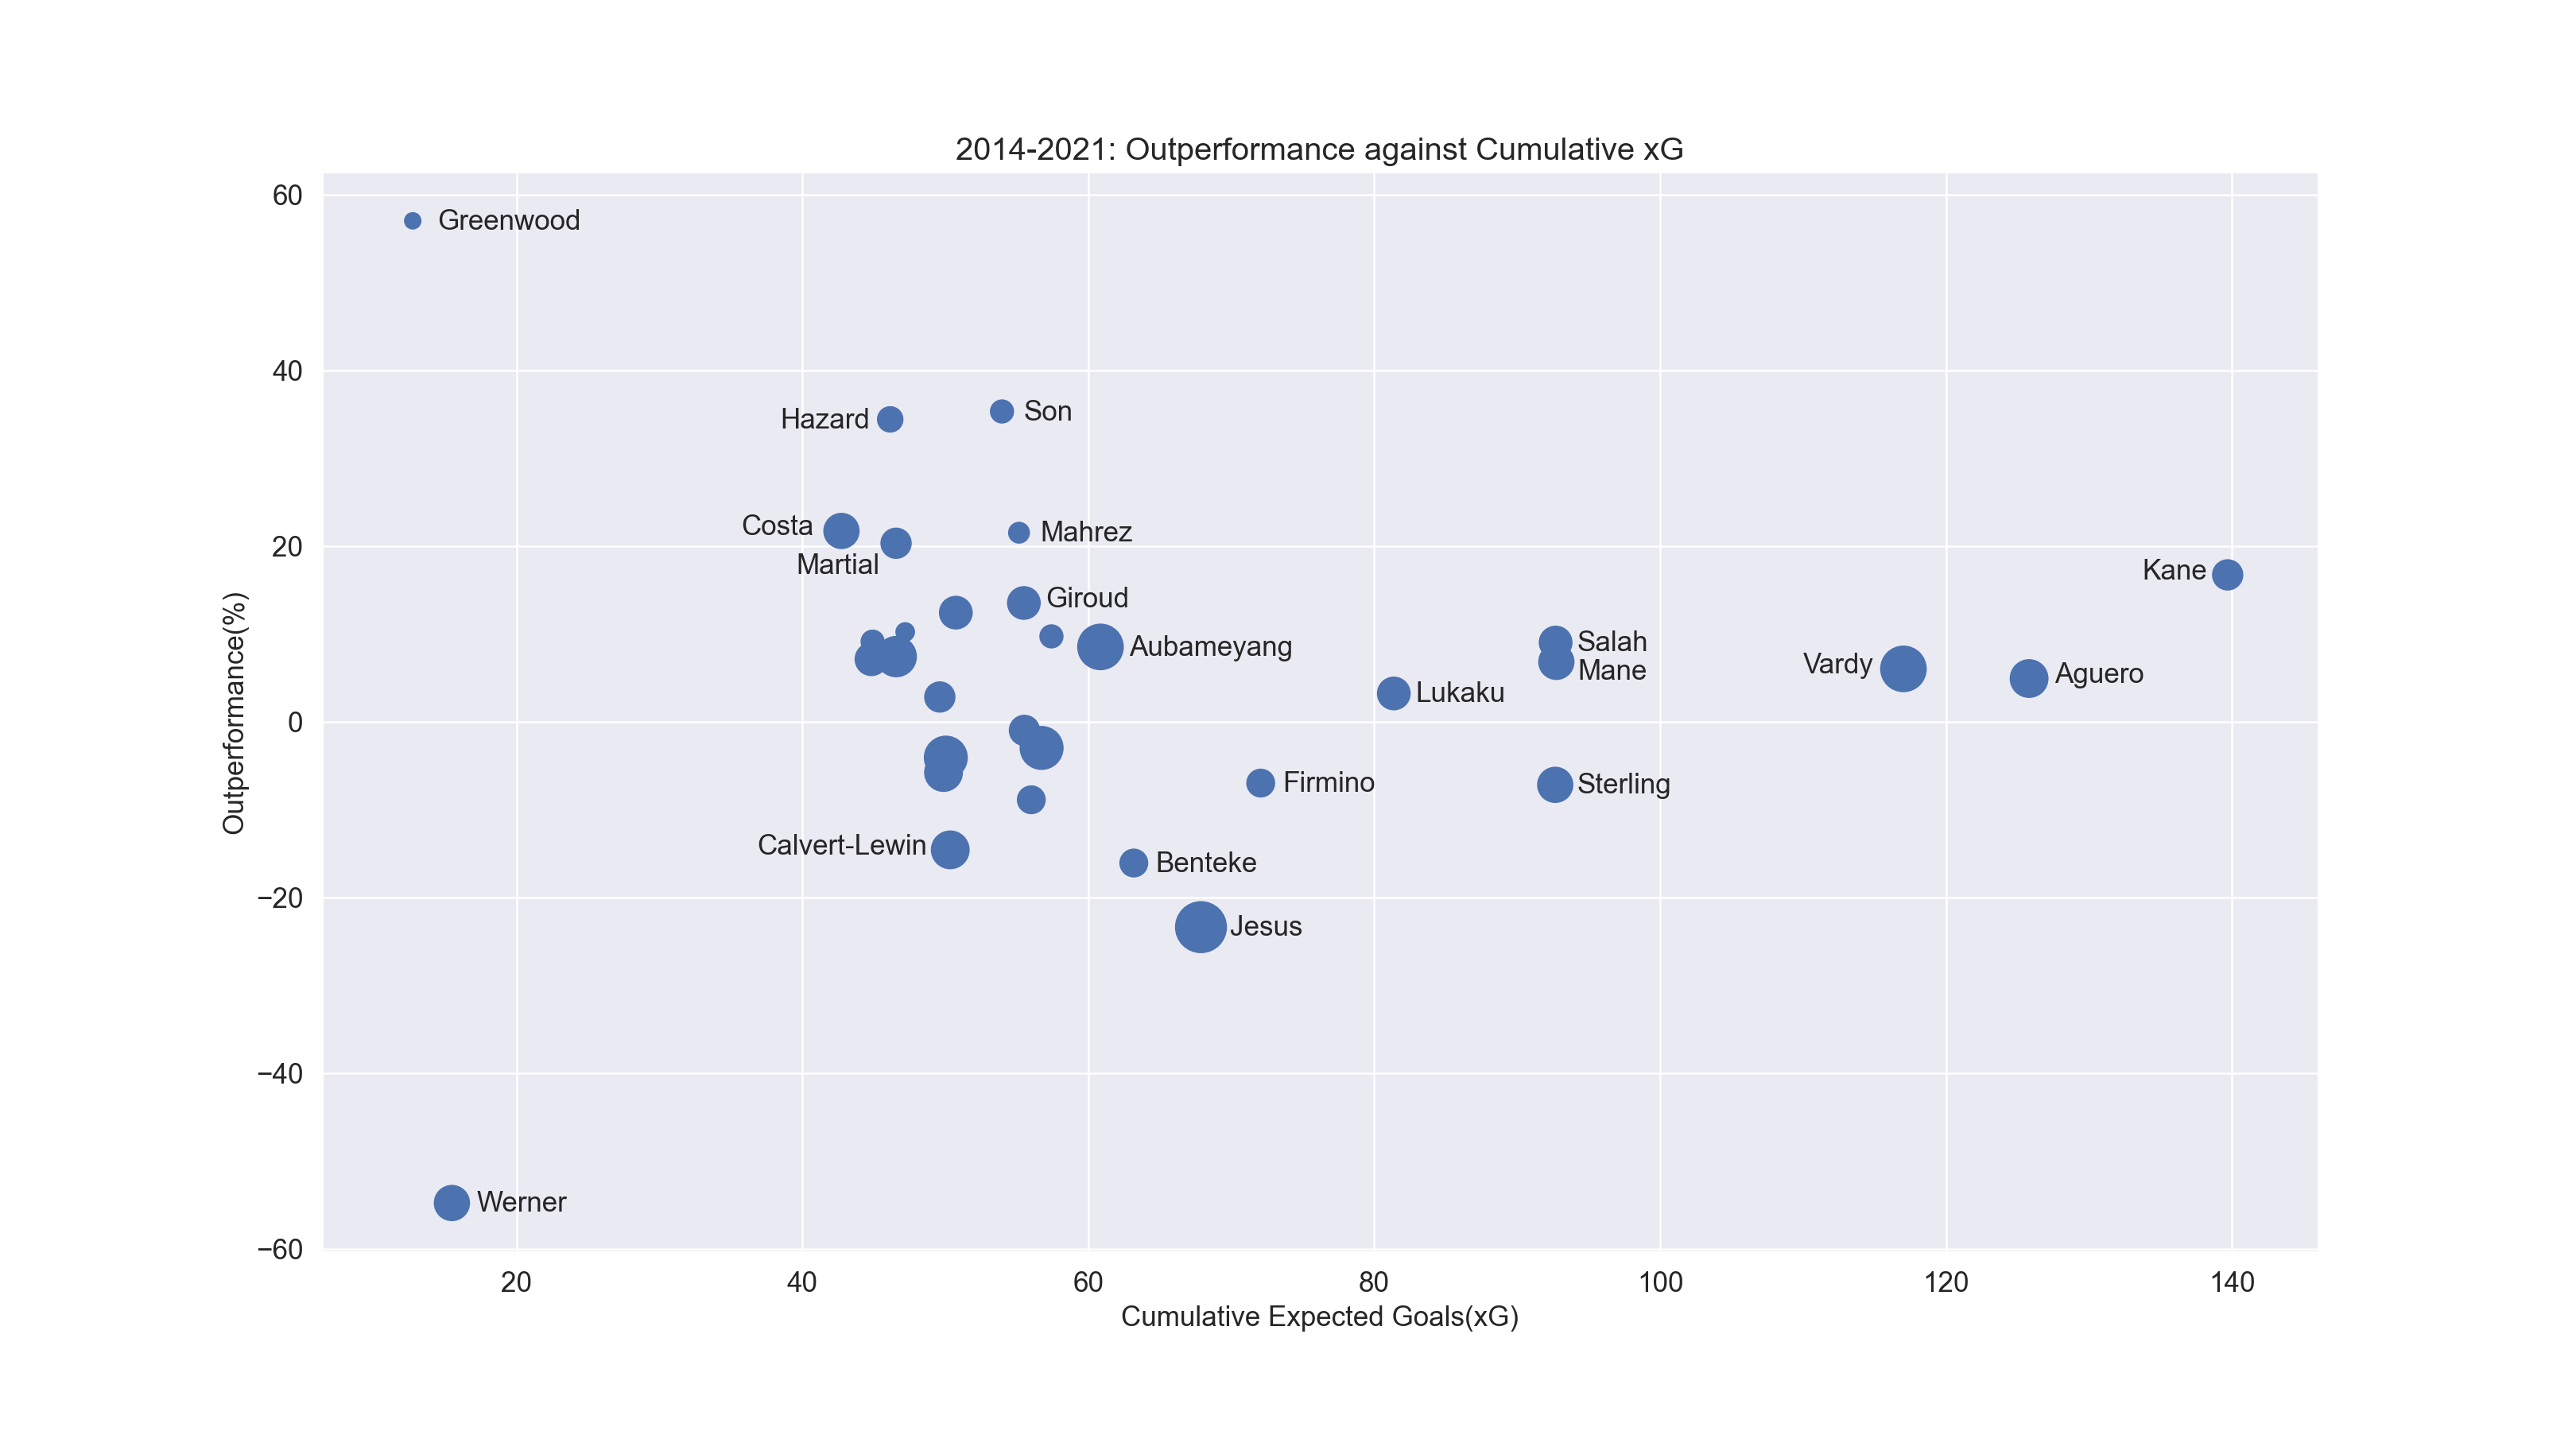 2014-2021: Outperformance against Cumulative xG
60
Greenwood
40
Hazard
Son
Costa
Mahrez
20
Martial
Kane
Giroud
Salah
Aubameyang
Mane
Vardy
Aguero
Lukaku
0
Outperformance(%)
Firmino
Sterling
Calvert-Lewin
Benteke
−20
Jesus
−40
Werner
−60
20
40
60
80
100
120
140
Cumulative Expected Goals(xG)